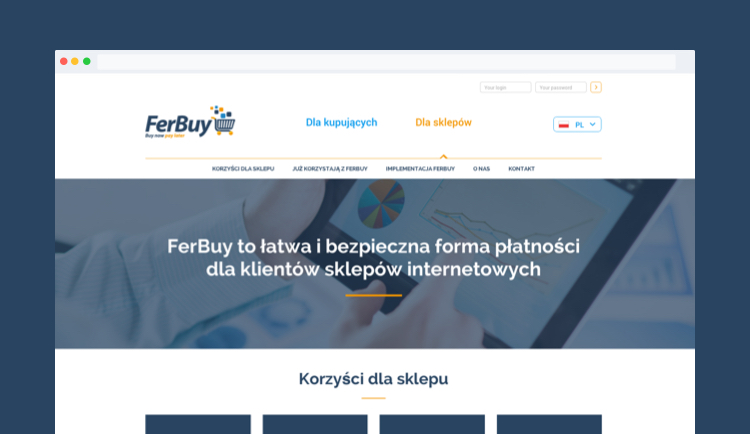 Your login
Your password
FerBuy
Buy now pay later
Dla kupujących
Dla sklepów
PL
KORZYŚCI DLA SKLEPU
JUŻ KORZYSTAJĄ Z FERBUY
IMPLEMENTACJA FERBUY
O NAS
KONTAKT
FerBuy to łatwa i bezpieczna forma płatności
dla klientów sklepów internetowych
Korzyści dla sklepu